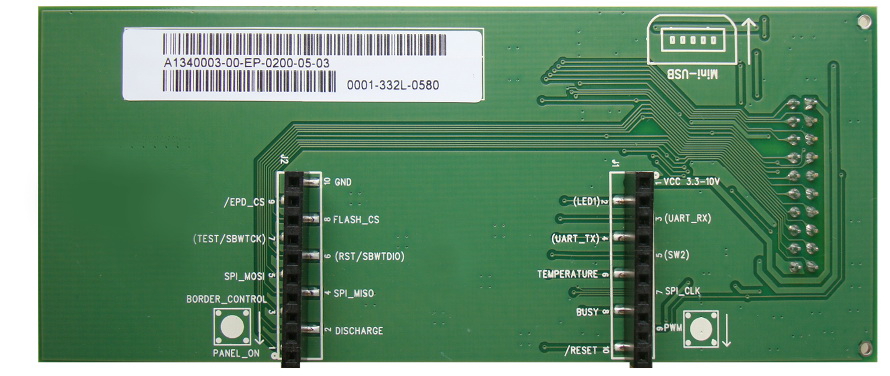 A1340003-00-EP-0200-05-03
0001-332L-0580
Mini-USB
J2
10 GND
/EPD_CS 9
8 FLASH_CS
(TEST/SBWTCK) 7
6 (RST/SBWTDIO)
SPI_MOSI 5
4 SPI_MISO
BORDER_CONTROL 3
2 DISCHARGE
PANEL_ON 1
J1
1 VCC 3.3-10V
(LED1) 2
3 (UART_RX)
(UART_TX) 4
5 (SW2)
TEMPERATURE 6
7 SPI_CLK
BUSY 8
9 PWM
/RESET 10